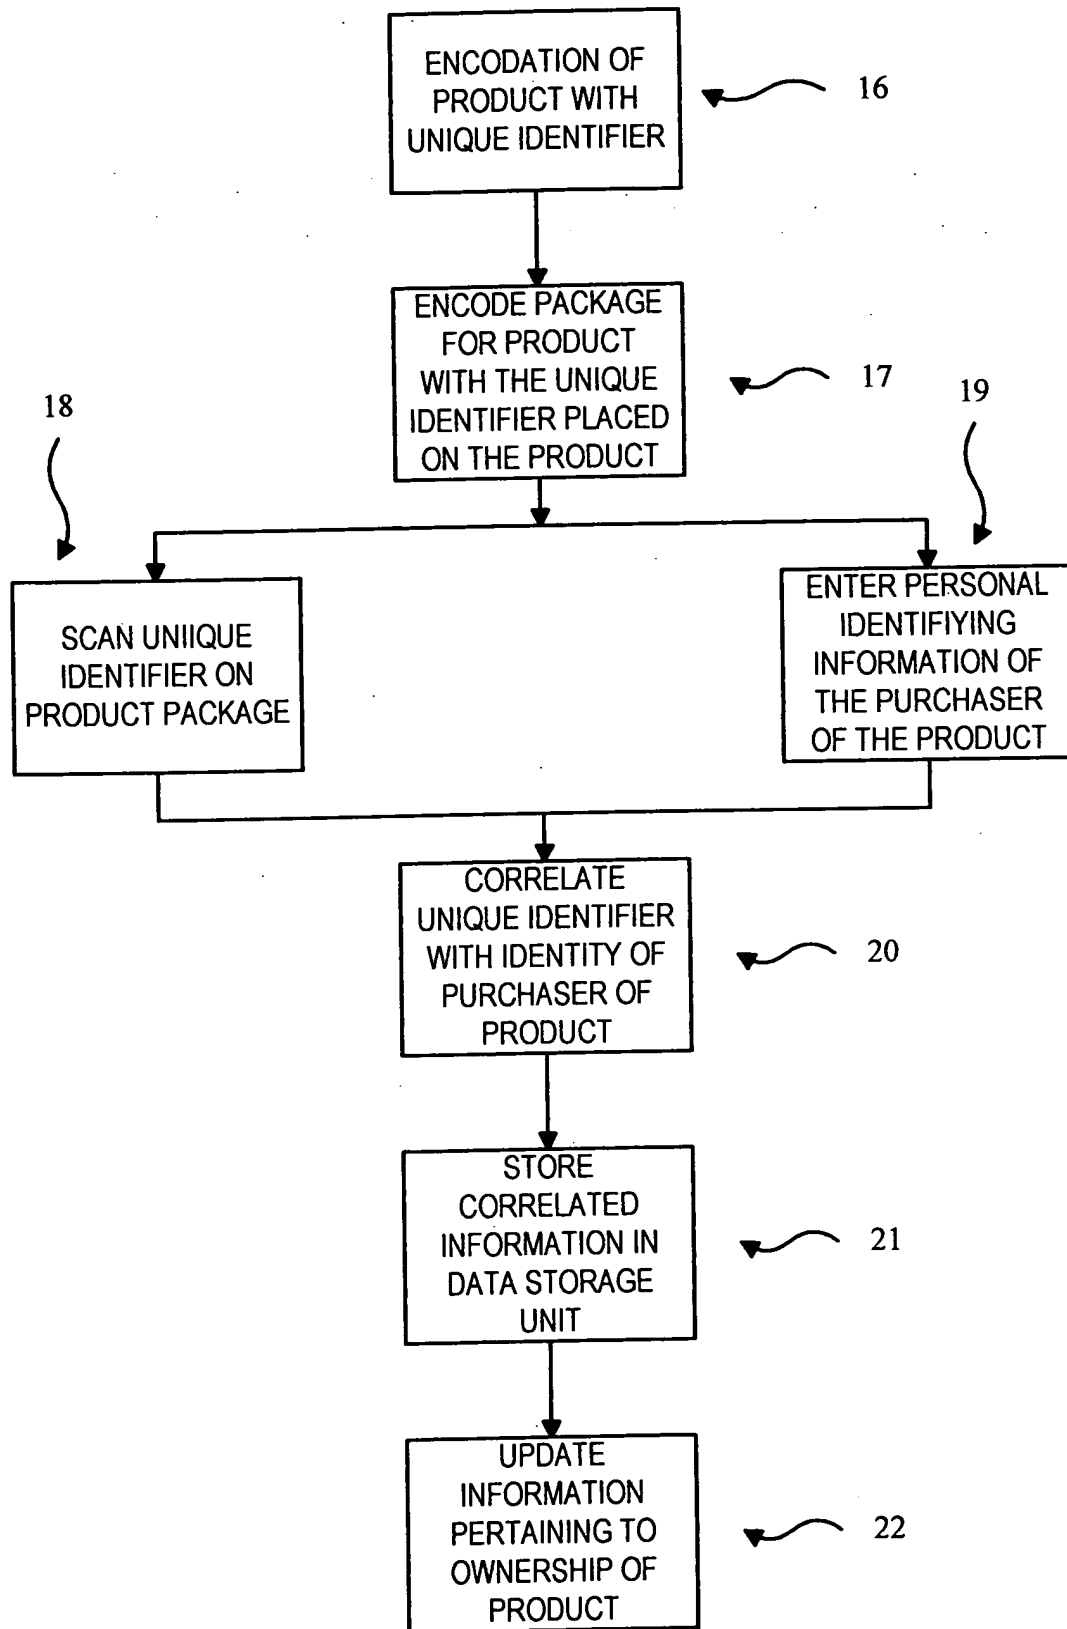 ENCODATION OF
PRODUCT WITH
UNIQUE IDENTIFIER
16
ENCODE PACKAGE
FOR PRODUCT
WITH THE UNIQUE
IDENTIFIER PLACED
ON THE PRODUCT
17
18
19
SCAN UNIIQUE
IDENTIFIER ON
PRODUCT PACKAGE
ENTER PERSONAL
IDENTIFIYING
INFORMATION OF
THE PURCHASER
OF THE PRODUCT
CORRELATE
UNIQUE IDENTIFIER
WITH IDENTITY OF
PURCHASER OF
PRODUCT
20
STORE
CORRELATED
INFORMATION IN
DATA STORAGE
UNIT
21
UPDATE
INFORMATION
PERTAINING TO
OWNERSHIP OF
PRODUCT
22